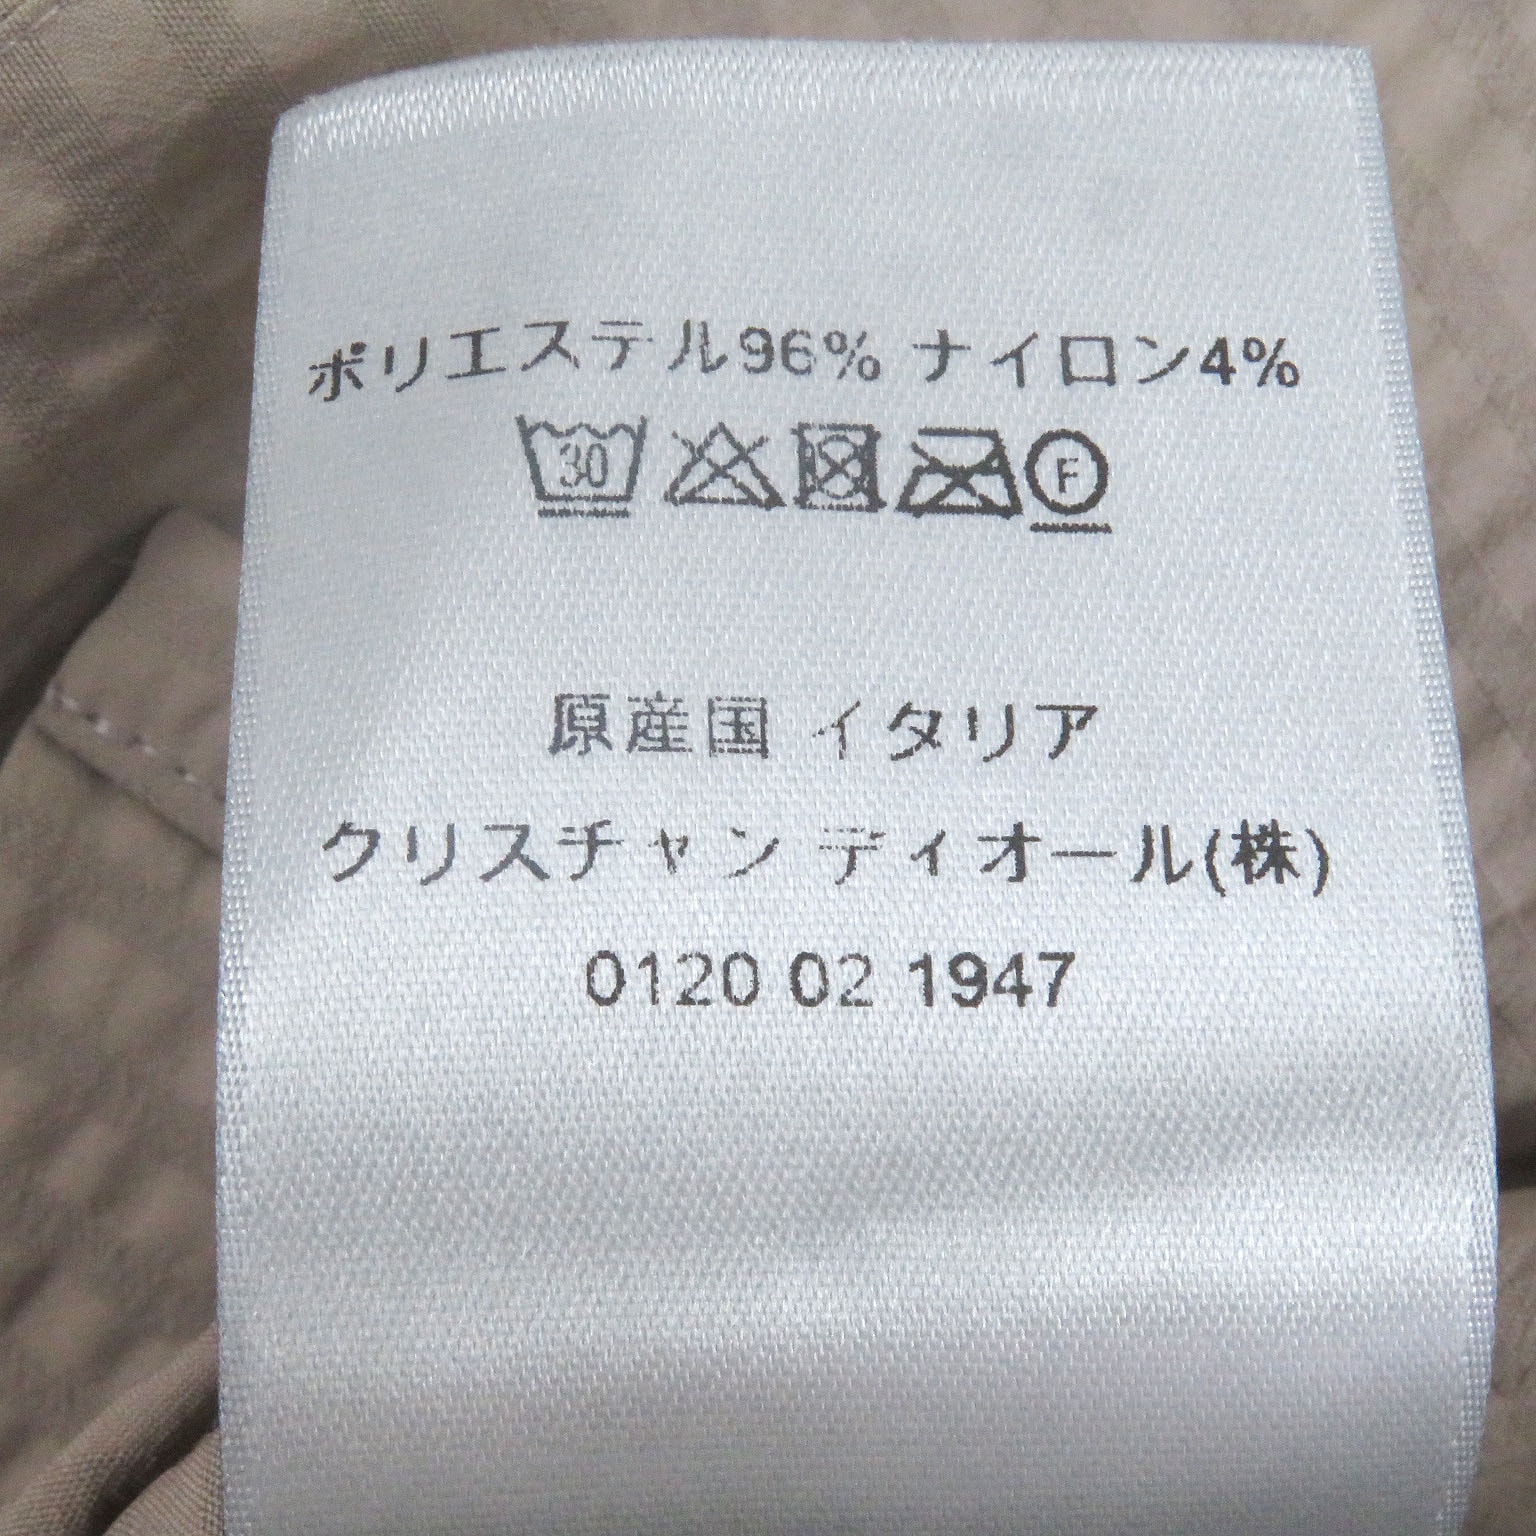 ポリエステル96% ナイロン4%
30 F
原産国 イタリア
クリスチャン ディオール(株)
0120 02 1947